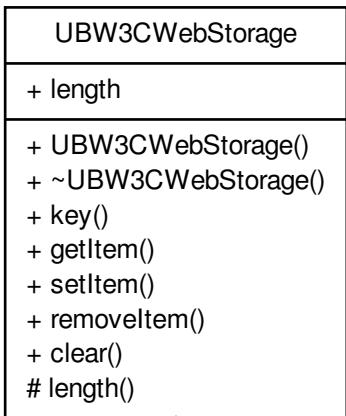 UBW3CWebStorage
+ length
+ UBW3CWebStorage()
+ ~UBW3CWebStorage()
+ key()
+ getItem()
+ setItem()
+ removeItem()
+ clear()
# length()